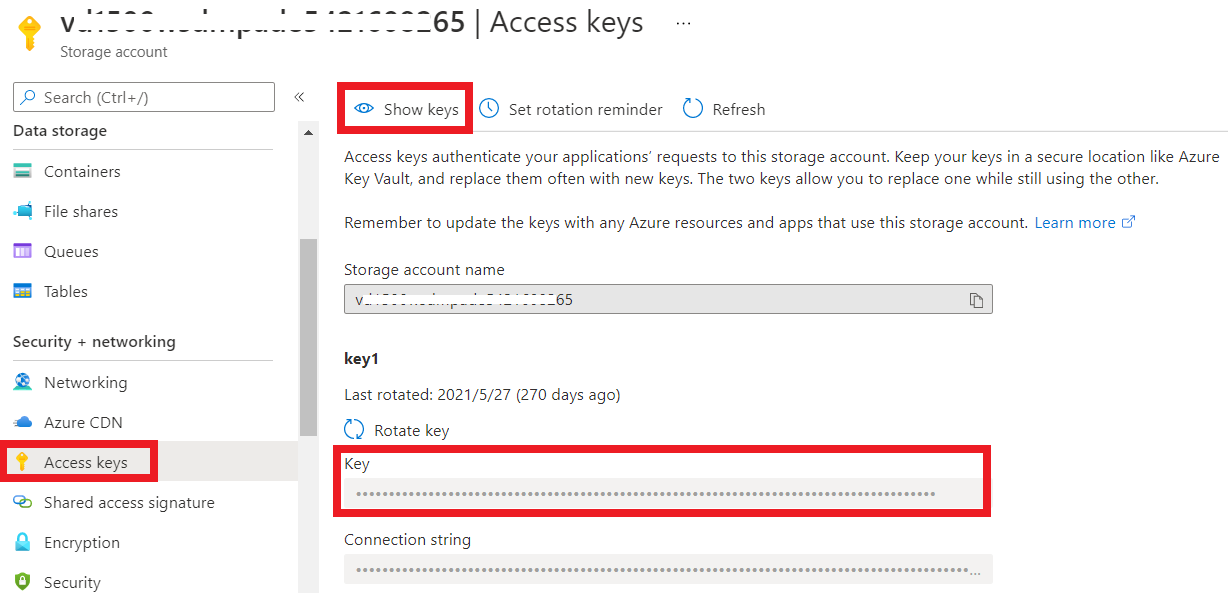 65 | Access keys ...
Storage account
Search (Ctrl+/)
«
Data storage
Containers
File shares
Queues
Tables
Security + networking
Networking
Azure CDN
Access keys
Shared access signature
Encryption
Security
Show keys
Set rotation reminder
Refresh
Access keys authenticate your applications’ requests to this storage account. Keep your keys in a secure location like Azure
Key Vault, and replace them often with new keys. The two keys allow you to replace one while still using the other.
Remember to update the keys with any Azure resources and apps that use this storage account. Learn more
Storage account name
65
key1
Last rotated: 2021/5/27 (270 days ago)
Rotate key
Key
Connection string